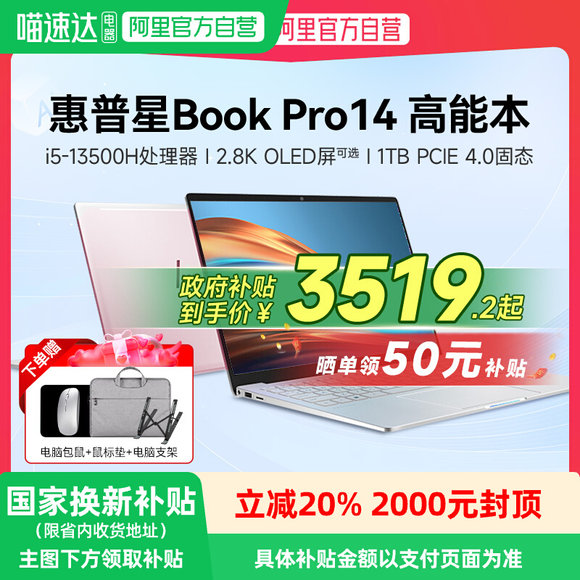 喵速达电器 阿里官方自营
阿里官方自营
惠普星Book Pro14 高能本
i5-13500H处理器 | 2.8K OLED屏可选 | 1TB PCIE 4.0固态
政府补贴
到手价¥ 3519.2起
晒单领50元补贴
下单赠
电脑包鼠+鼠标垫+电脑支架
国家换新补贴
(限省内收货地址)
主图下方领取补贴
立减20% 2000元封顶
具体补贴金额以支付页面为准